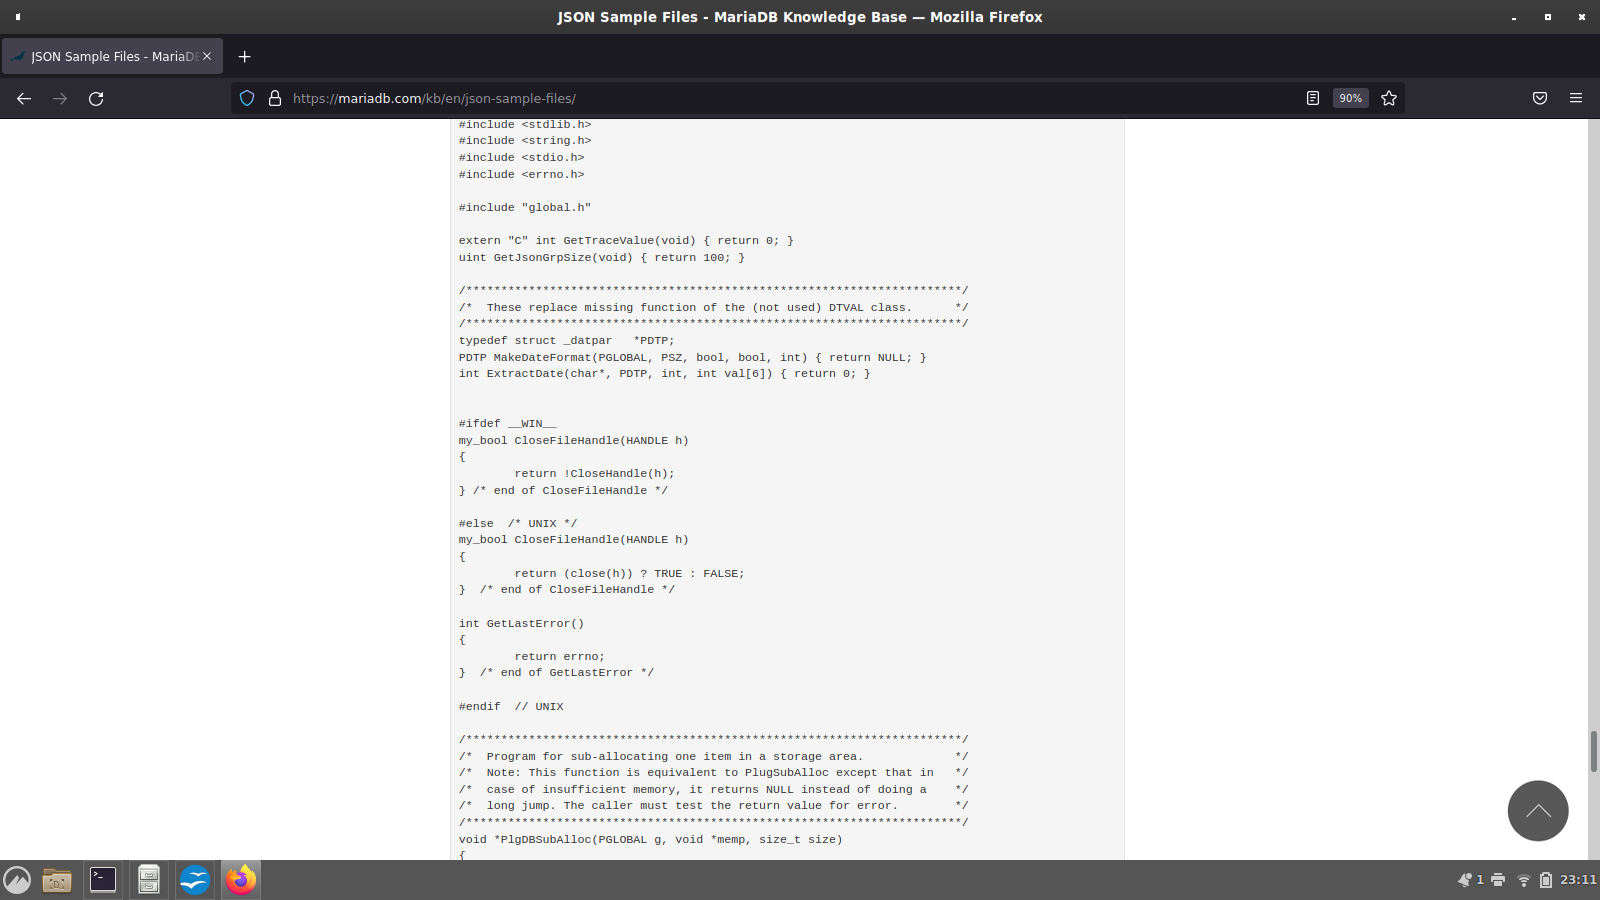 JSON Sample Files - MariaDB Knowledge Base — Mozilla Firefox
JSON Sample Files - MariaDB
https://mariadb.com/kb/en/json-sample-files/
90%
#include <stdlib.h>
#include <string.h>
#include <stdio.h>
#include <errno.h>
#include "global.h"
extern "C" int GetTraceValue(void) { return 0; }
uint GetJsonGrpSize(void) { return 100; }
/***********************************************************************/
/*  These replace missing function of the (not used) DTVAL class.      */
/***********************************************************************/
typedef struct _datpar   *PDTP;
PDTP MakeDateFormat(PGLOBAL, PSZ, bool, bool, int) { return NULL; }
int ExtractDate(char*, PDTP, int, int val[6]) { return 0; }
#ifdef __WIN__
my_bool CloseFileHandle(HANDLE h)
{
        return !CloseHandle(h);
} /* end of CloseFileHandle */
#else  /* UNIX */
my_bool CloseFileHandle(HANDLE h)
{
        return (close(h)) ? TRUE : FALSE;
}  /* end of CloseFileHandle */
int GetLastError()
{
        return errno;
}  /* end of GetLastError */
#endif  // UNIX
/***********************************************************************/
/*  Program for sub-allocating one item in a storage area.             */
/*  Note: This function is equivalent to PlugSubAlloc except that in   */
/*  case of insufficient memory, it returns NULL instead of doing a    */
/*  long jump. The caller must test the return value for error.        */
/***********************************************************************/
void *PlgDBSubAlloc(PGLOBAL g, void *memp, size_t size)
{
1
23:11